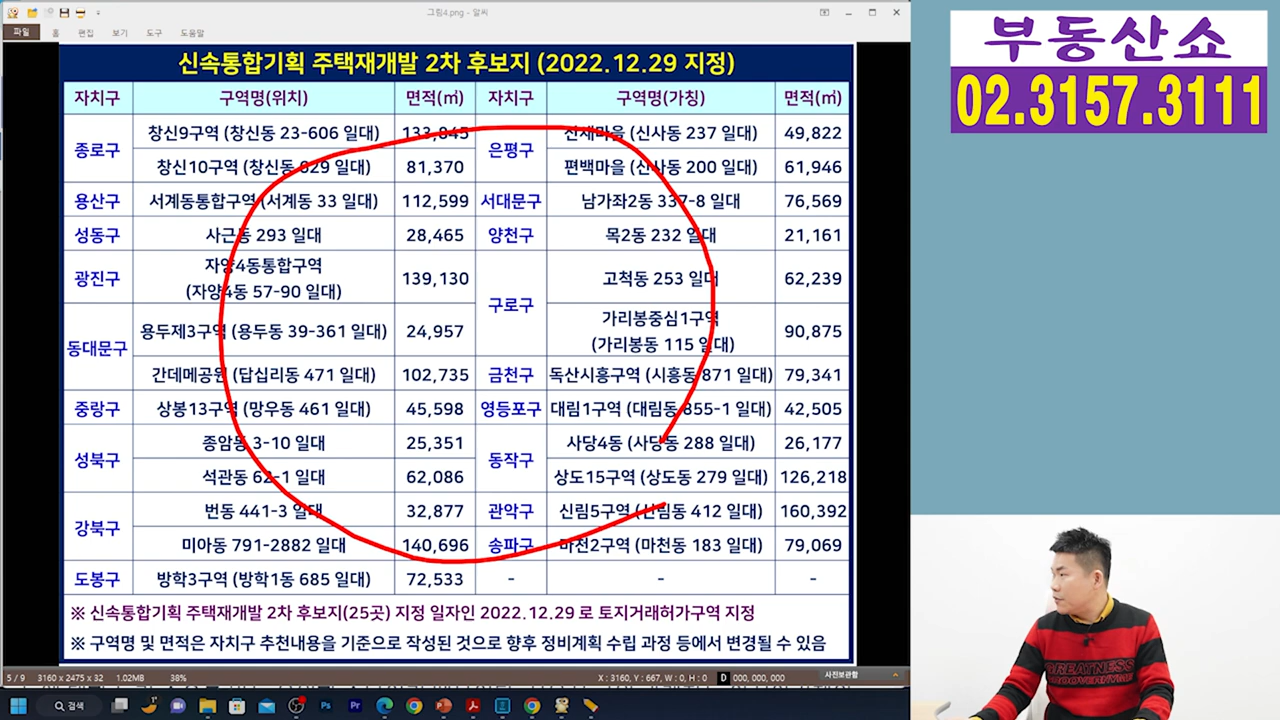 그림4.png - 알씨
파일 홈 편집 보기 도구 도움말
신속통합기획 주택재개발 2차 후보지 (2022.12.29 지정)
자치구 구역명(위치) 면적(㎡) 자치구 구역명(가칭) 면적(㎡)
종로구 창신9구역 (창신동 23-606 일대) 133,845 은평구 산새마을 (신사동 237 일대) 49,822
창신10구역 (창신동 629 일대) 81,370 편백마을 (신사동 200 일대) 61,946
용산구 서계동통합구역 (서계동 33 일대) 112,599 서대문구 남가좌2동 337-8 일대 76,569
성동구 사근동 293 일대 28,465 양천구 목2동 232 일대 21,161
광진구 자양4동통합구역
(자양4동 57-90 일대) 139,130 구로구 고척동 253 일대 62,239
동대문구 용두제3구역 (용두동 39-361 일대) 24,957 가리봉중심1구역
(가리봉동 115 일대) 90,875
간데메공원 (답십리동 471 일대) 102,735 금천구 독산시흥구역 (시흥동 871 일대) 79,341
중랑구 상봉13구역 (망우동 461 일대) 45,598 영등포구 대림1구역 (대림동 855-1 일대) 42,505
성북구 종암동 3-10 일대 25,351 동작구 사당4동 (사당동 288 일대) 26,177
석관동 62-1 일대 62,086 상도15구역 (상도동 279 일대) 126,218
강북구 번동 441-3 일대 32,877 관악구 신림5구역 (신림동 412 일대) 160,392
미아동 791-2882 일대 140,696 송파구 마천2구역 (마천동 183 일대) 79,069
도봉구 방학3구역 (방학1동 685 일대) 72,533 - - -
※ 신속통합기획 주택재개발 2차 후보지(25곳) 지정 일자인 2022.12.29 로 토지거래허가구역 지정
※ 구역명 및 면적은 자치구 추천내용을 기준으로 작성된 것으로 향후 정비계획 수립 과정 등에서 변경될 수 있음
5 / 9 3160 x 2475 x 32 1.02MB 38% X : 3160, Y : 667, W : 0, H : 0 D 000, 000, 000 사진보관함
검색
부동산쇼
02.3157.3111
GREATNESS